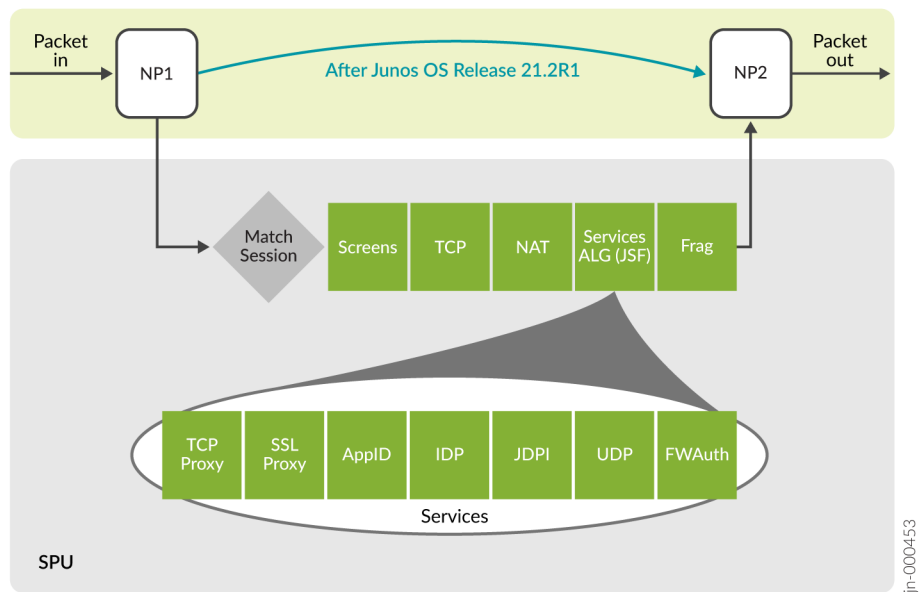 Packet
in
NP1
After Junos OS Release 21.2R1
NP2
Packet
out
Match
Session
Screens
TCP
NAT
Services
ALG (JSF)
Frag
TCP
Proxy
SSL
Proxy
AppID
IDP
JDPI
UDP
FWAuth
Services
SPU
jn-000453